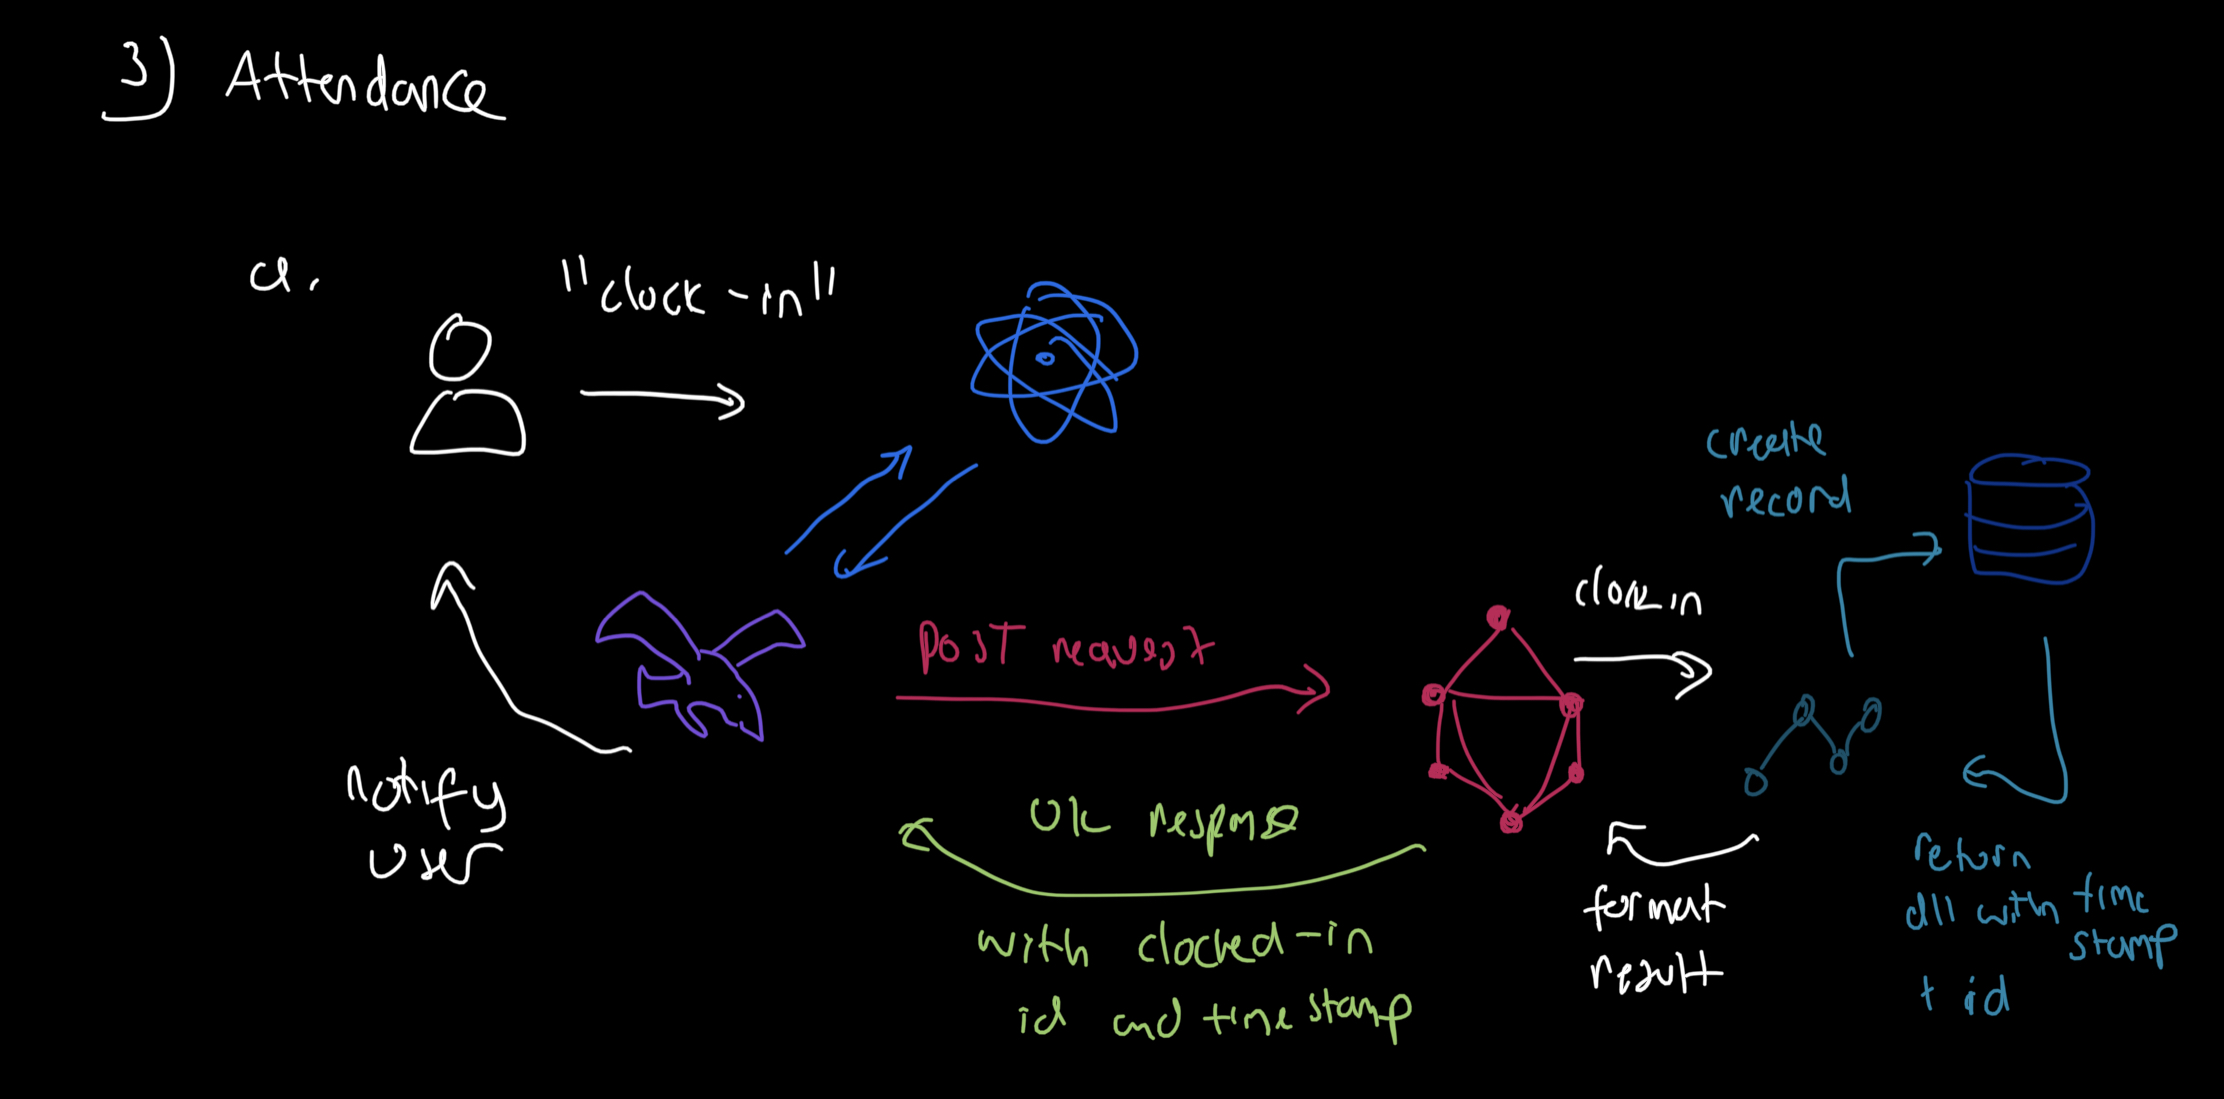 3) Attendance
a.
"clock-in"
create
record
clock in
POST request
notify
user
Ok response
with clocked-in
id and time stamp
format
result
return
all with time
stamp
+ id